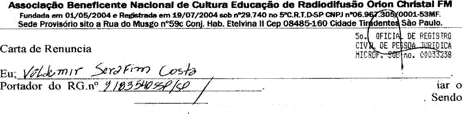 Associação Beneficente Nacional de Cultura Educação de Radiodifusão Orion Christal FM
Fundada em 01/05/2004 e Registrada em 19/07/2004 sob nº29.740 no 5ºC.R.T.D-SP CNPJ nº06.967.305/0001-53MF.
Sede Provisório sito a Rua do Musgo nº59c Conj. Hab. Etelvina II Cep 08485-160 Cidade Tiradentes São Paulo.
5o. OFICIAL DE REGISTRO
CIVIL DE PESSOA JURIDICA
MICROF. SOB no. 00033238
Carta de Renuncia
Eu; Valdemir Serafim Costa
Portador do RG.nº SSP/SP iar o
. Sendo